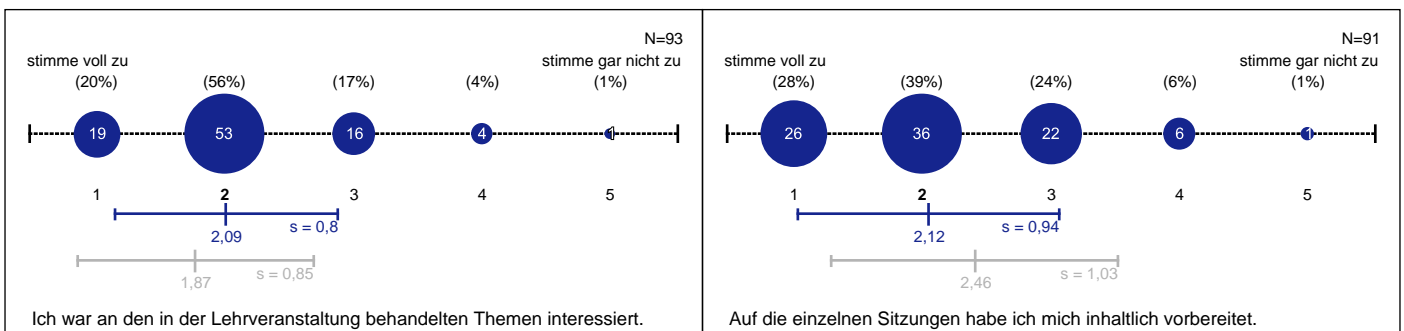 N=93
stimme voll zu stimme gar nicht zu
(20%) (56%) (17%) (4%) (1%)
19 53 16 4 1
1 2 3 4 5
s = 0,8
2,09
s = 0,85
1,87
Ich war an den in der Lehrveranstaltung behandelten Themen interessiert.
N=91
stimme voll zu stimme gar nicht zu
(28%) (39%) (24%) (6%) (1%)
26 36 22 6 1
1 2 3 4 5
s = 0,94
2,12
s = 1,03
2,46
Auf die einzelnen Sitzungen habe ich mich inhaltlich vorbereitet.